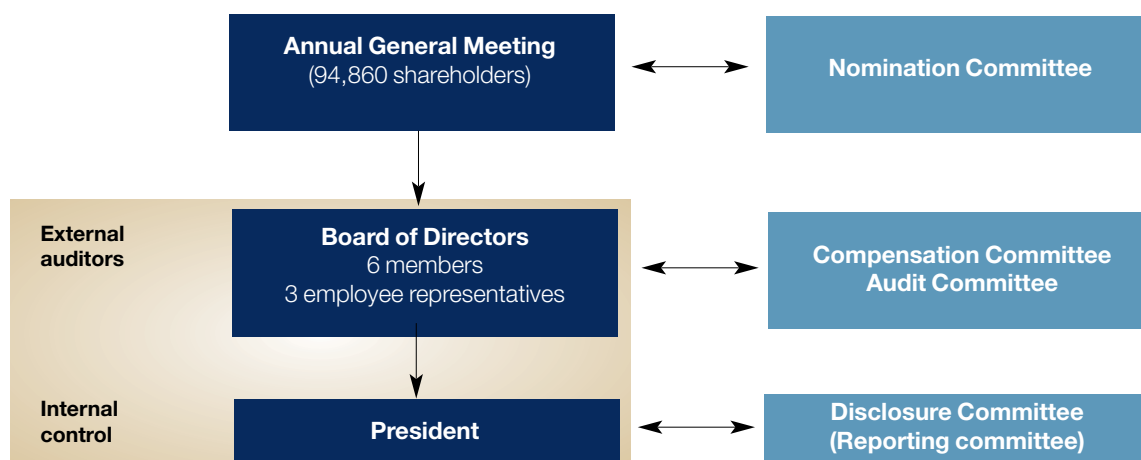 Annual General Meeting
(94,860 shareholders)
Nomination Committee
External
auditors
Board of Directors
6 members
3 employee representatives
Compensation Committee
Audit Committee
Internal
control
President
Disclosure Committee
(Reporting committee)